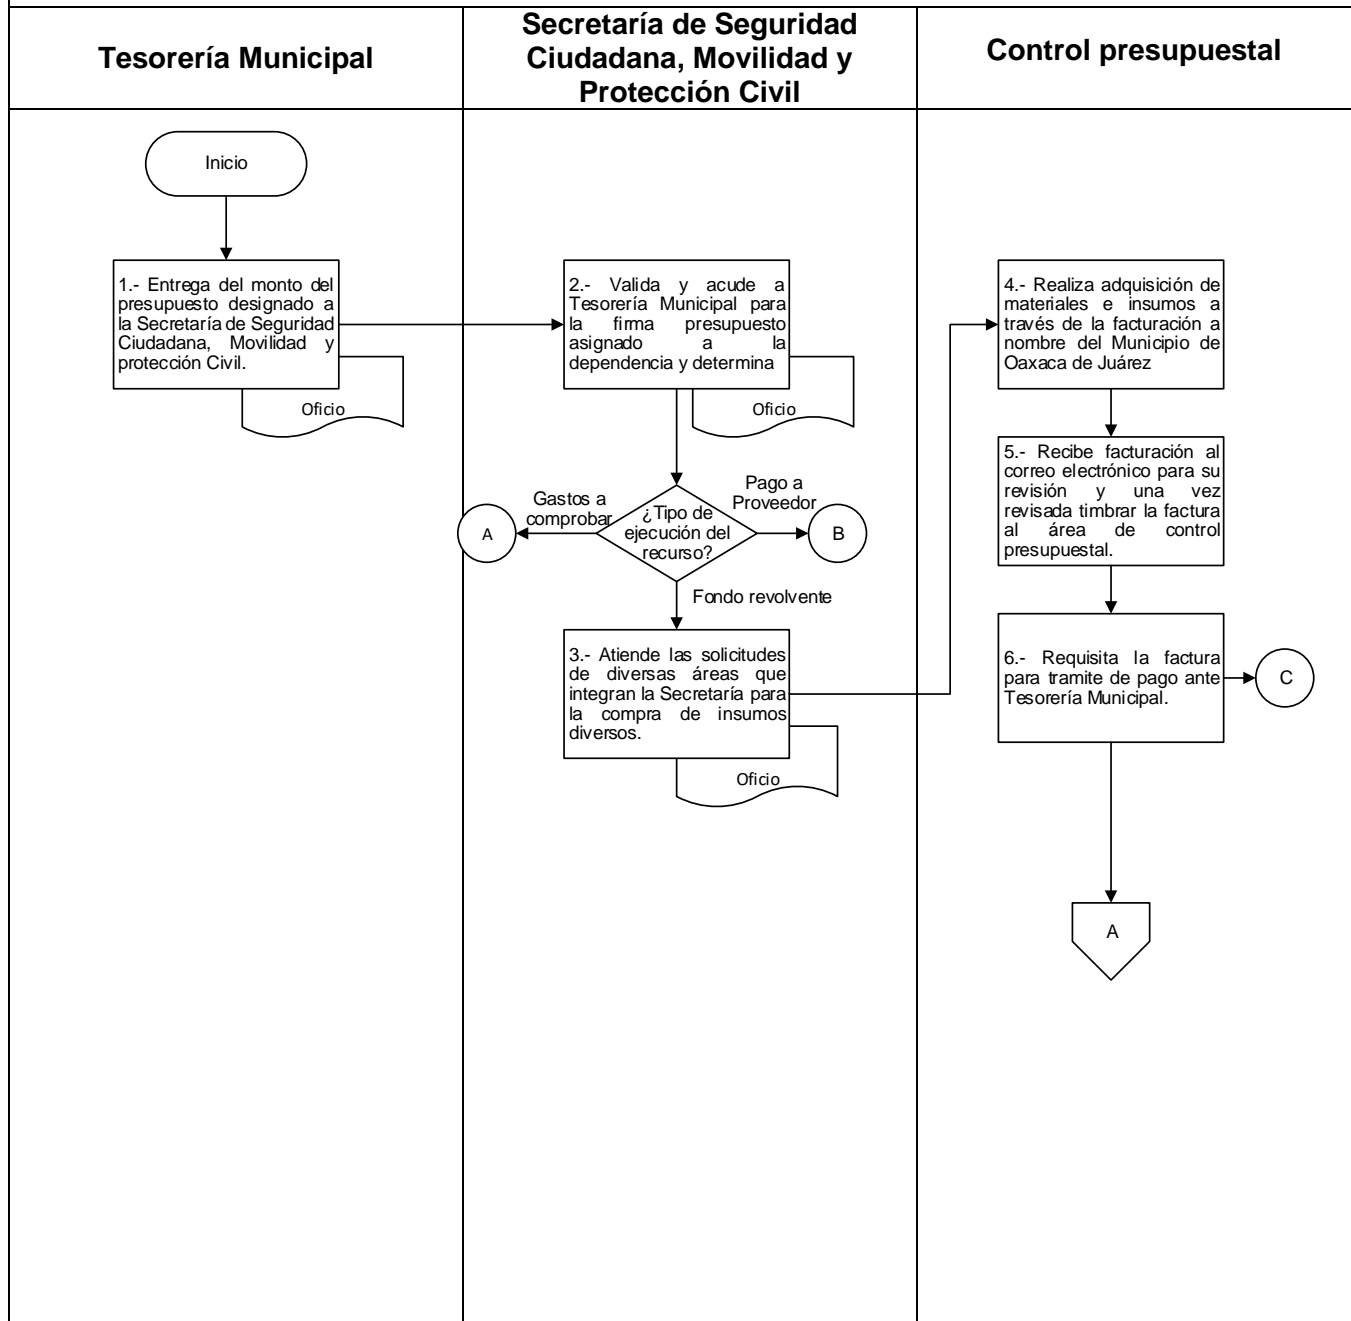 Tesorería Municipal
Secretaría de Seguridad
Ciudadana, Movilidad y
Protección Civil
Control presupuestal
Inicio
1.- Entrega del monto del
presupuesto designado a
la Secretaría de Seguridad
Ciudadana, Movilidad y
protección Civil.
Oficio
2.- Valida y acude a
Tesorería Municipal para
la firma presupuesto
asignado a la
dependencia y determina
Oficio
¿Tipo de
ejecución del
recurso?
Gastos a
comprobar
A
Pago a
Proveedor
B
Fondo revolvente
3.- Atiende las solicitudes
de diversas áreas que
integran la Secretaría para
la compra de insumos
diversos.
Oficio
4.- Realiza adquisición de
materiales e insumos a
través de la facturación a
nombre del Municipio de
Oaxaca de Juárez
5.- Recibe facturación al
correo electrónico para su
revisión y una vez
revisada timbrar la factura
al área de control
presupuestal.
6.- Requisita la factura
para tramite de pago ante
Tesorería Municipal.
C
A